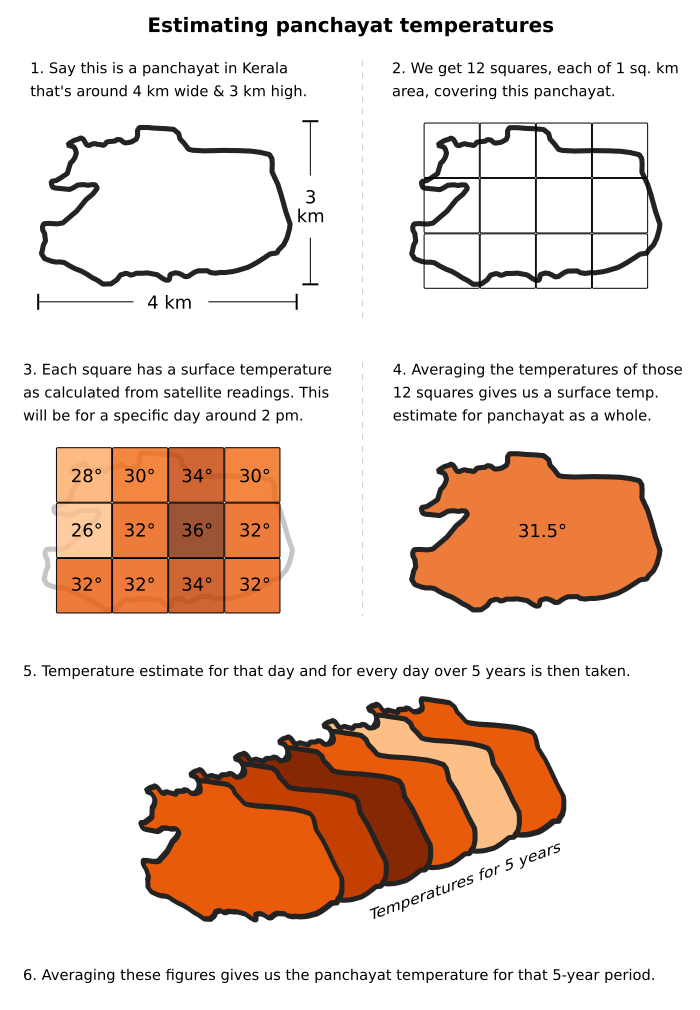 Estimating panchayat temperatures
1. Say this is a panchayat in Kerala
that's around 4 km wide & 3 km high.
2. We get 12 squares, each of 1 sq. km
area, covering this panchayat.
3
km
4 km
3. Each square has a surface temperature
as calculated from satellite readings. This
will be for a specific day around 2 pm.
4. Averaging the temperatures of those
12 squares gives us a surface temp.
estimate for panchayat as a whole.
28° 30° 34° 30°
26° 32° 36° 32°
32° 32° 34° 32°
31.5°
5. Temperature estimate for that day and for every day over 5 years is then taken.
Temperatures for 5 years
6. Averaging these figures gives us the panchayat temperature for that 5-year period.